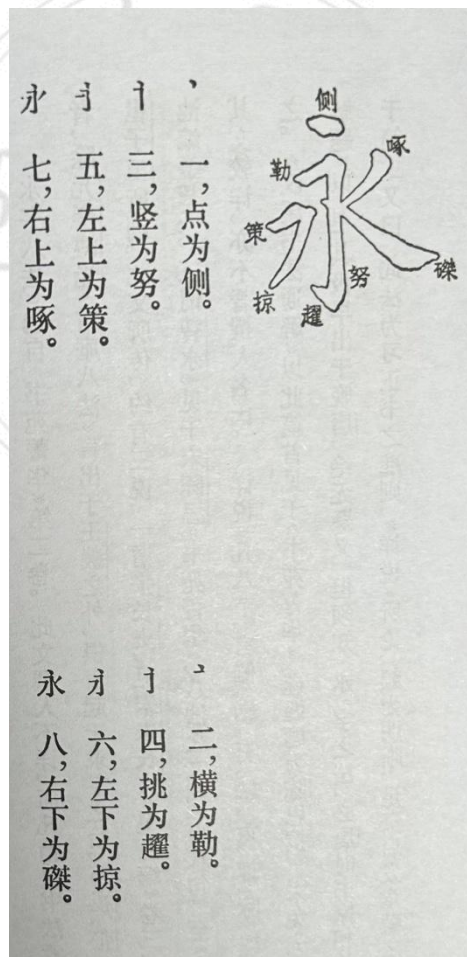 侧
啄
勒
策
掠
趯
努
磔
永
丶 一，点为侧。
二，横为勒。
三，竖为努。
亅 四，挑为趯。
五，左上为策。
六，左下为掠。
七，右上为啄。
永 八，右下为磔。